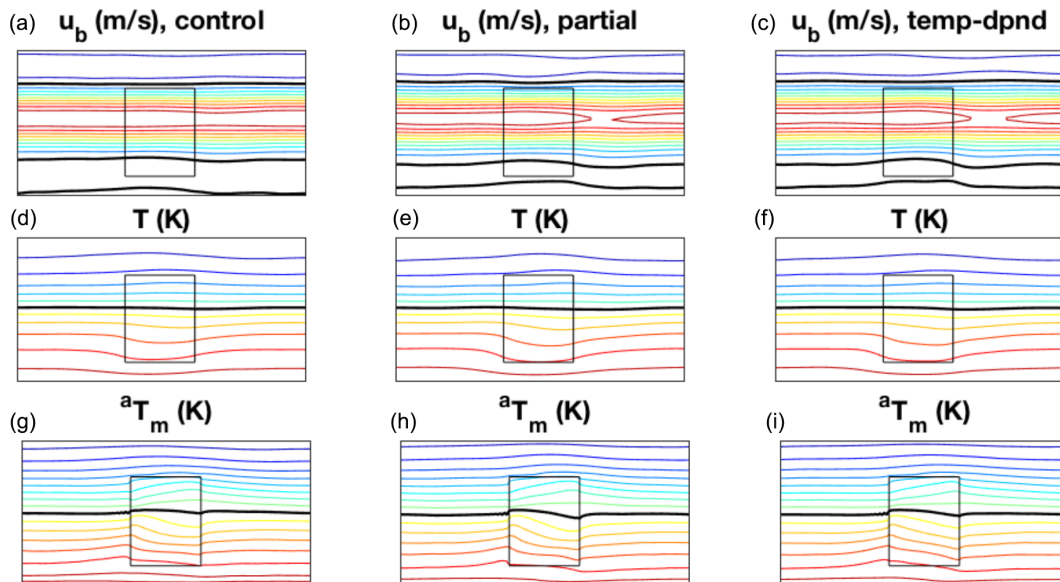 (a) u_b (m/s), control
(b) u_b (m/s), partial
(c) u_b (m/s), temp-dpnd
(d) T (K)
(e) T (K)
(f) T (K)
(g) ᵃT_m (K)
(h) ᵃT_m (K)
(i) ᵃT_m (K)